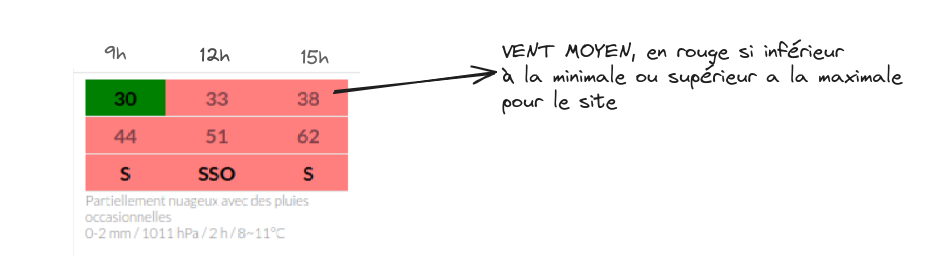 9h 12h 15h
VENT MOYEN, en rouge si inférieur
à la minimale ou supérieur a la maximale
pour le site
30 33 38
44 51 62
S SSO S
Partiellement nuageux avec des pluies
occasionnelles
0-2 mm / 1011 hPa / 2 h / 8~11°C